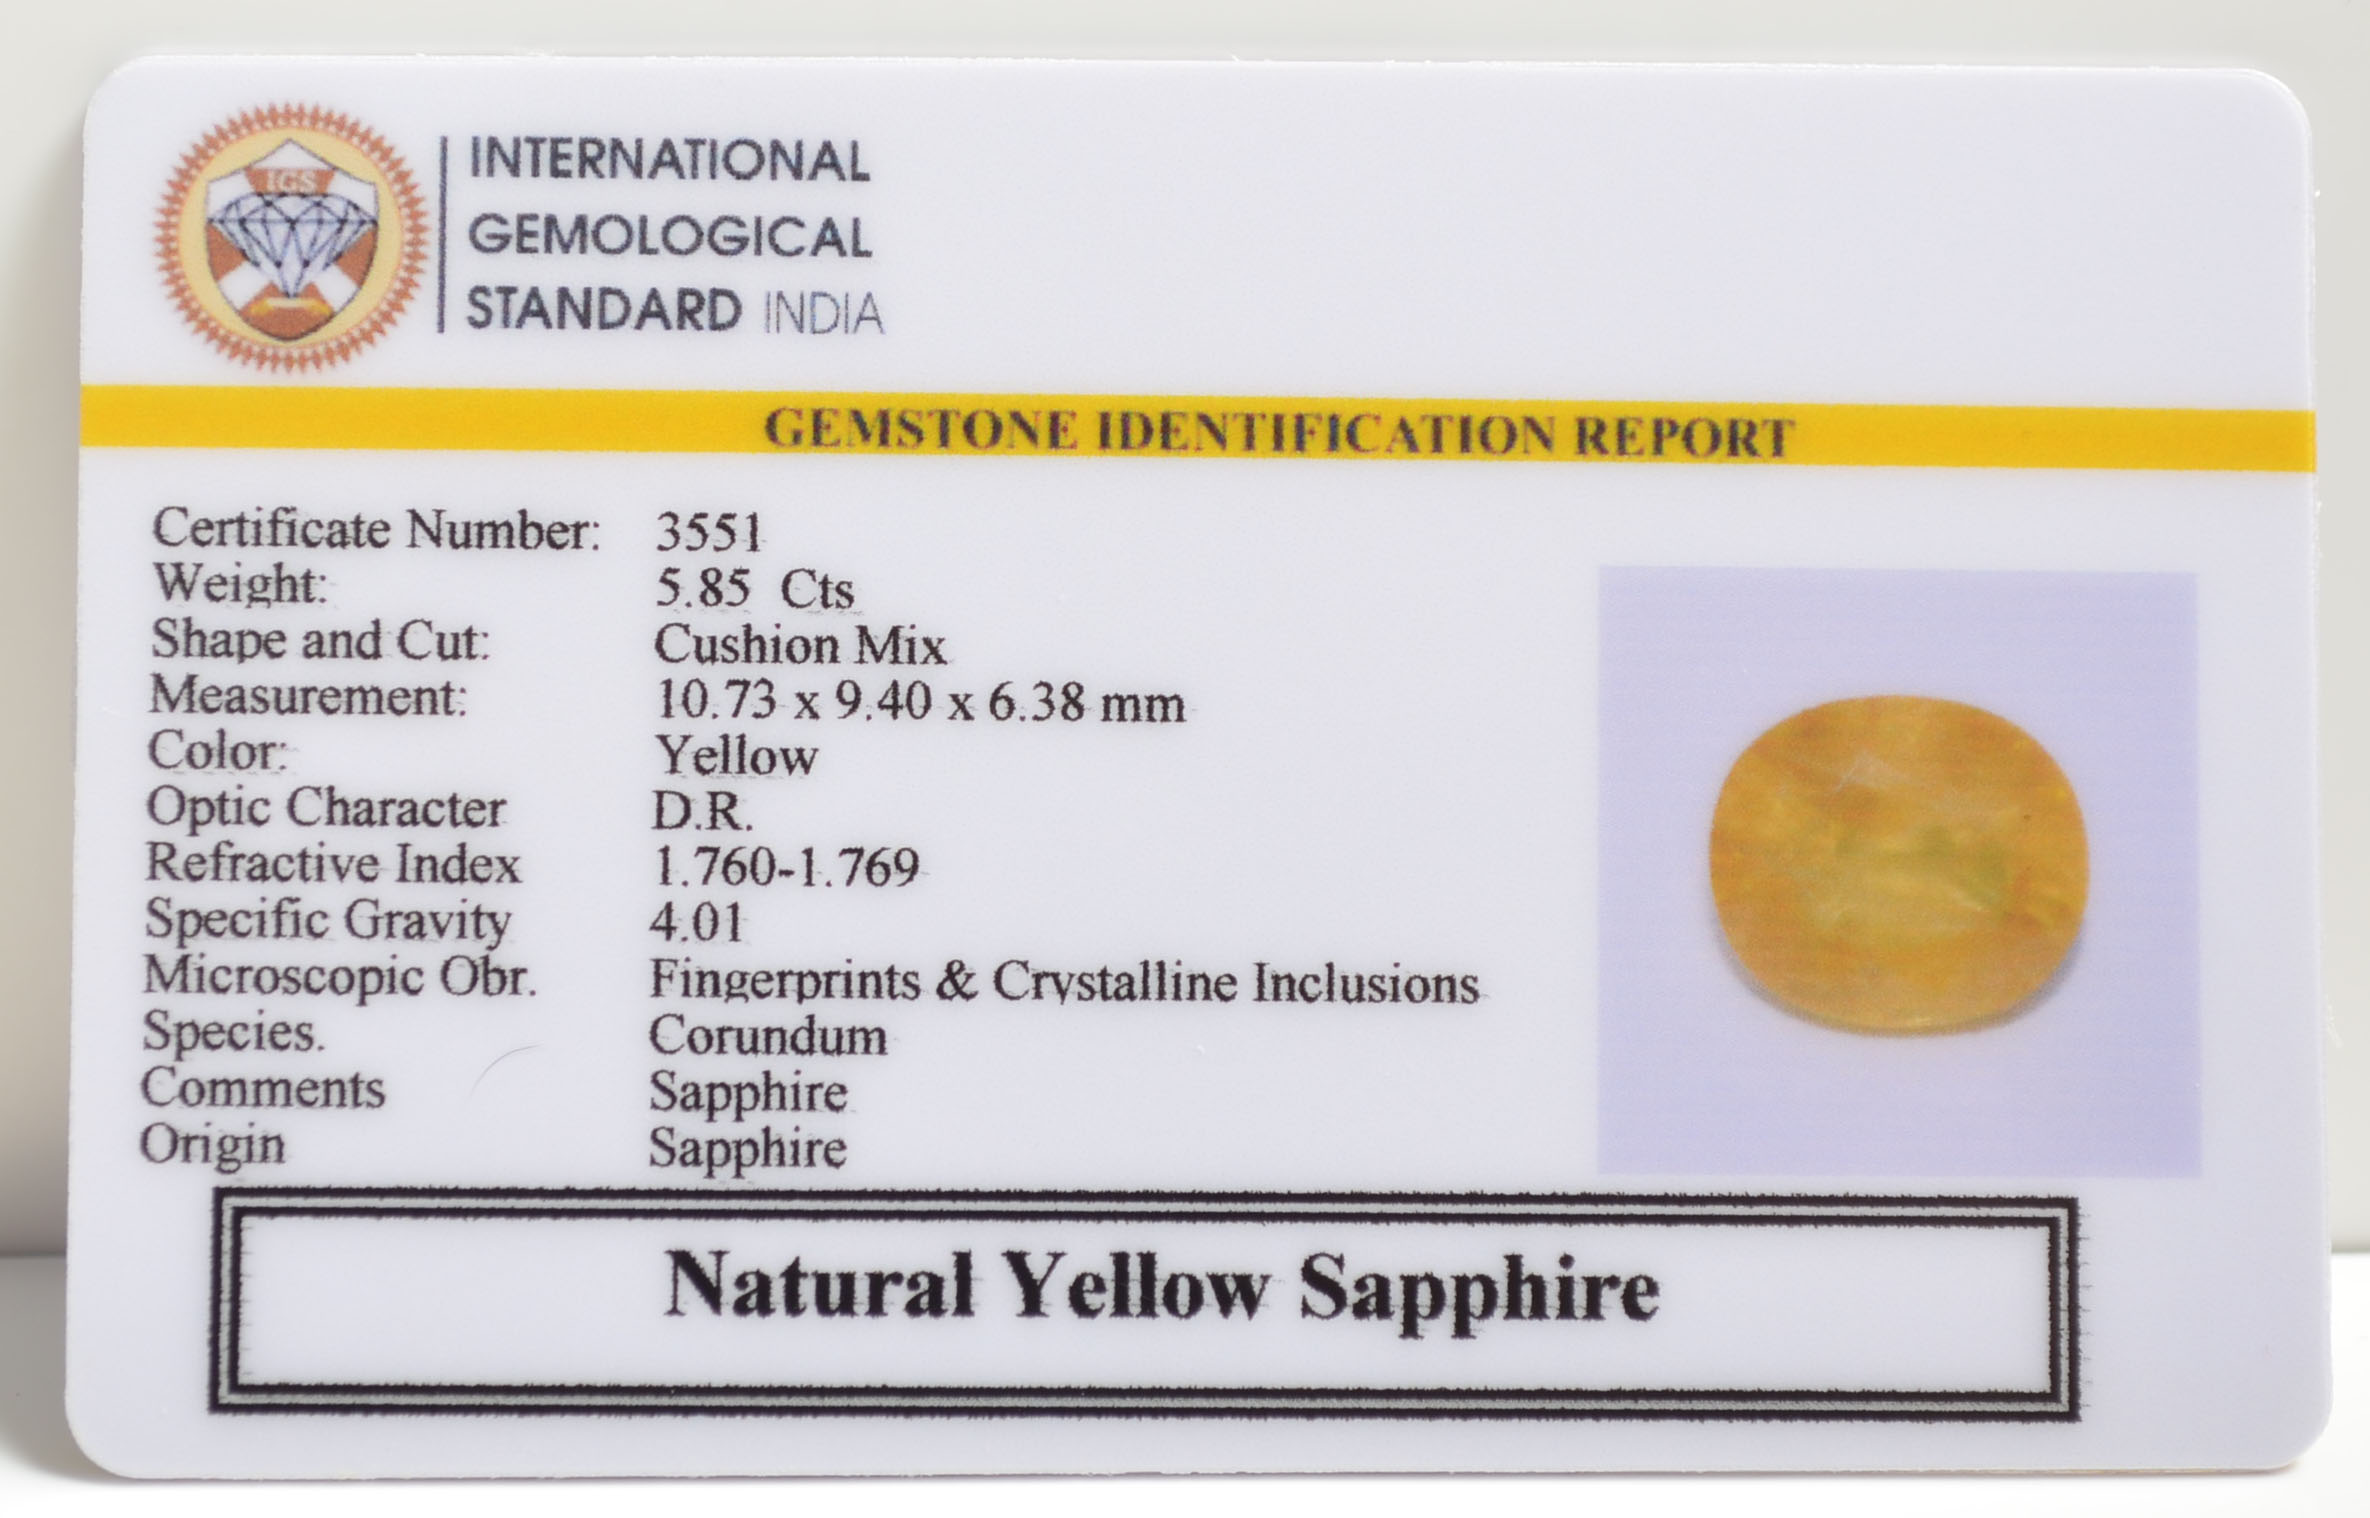 IGS
INTERNATIONAL
GEMOLOGICAL
STANDARD INDIA
GEMSTONE IDENTIFICATION REPORT
Certificate Number: 3551
Weight: 5.85 Cts
Shape and Cut: Cushion Mix
Measurement: 10.73 x 9.40 x 6.38 mm
Color: Yellow
Optic Character D.R.
Refractive Index 1.760-1.769
Specific Gravity 4.01
Microscopic Obr. Fingerprints & Crystalline Inclusions
Species. Corundum
Comments Sapphire
Origin Sapphire
Natural Yellow Sapphire